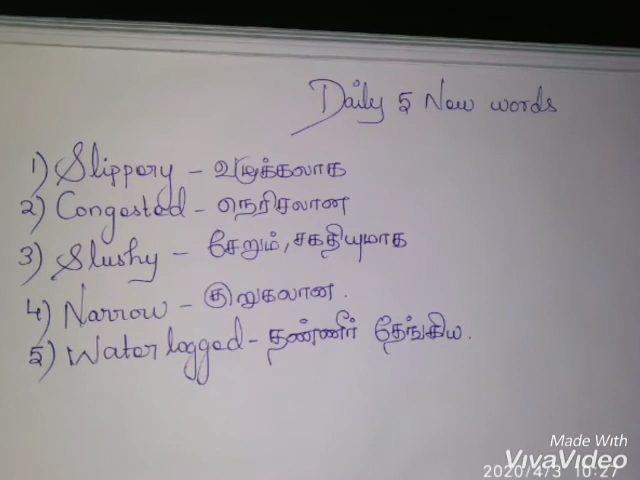 Daily 5 New words
1) Slippery - வழுக்கலாக
2) Congested - நெரிசலான
3) Slushy - சேறும், சகதியுமாக
4) Narrow - குறுகலான.
5) Water logged - தண்ணீர் தேங்கிய.
Made With
VivaVideo
2020/4/3 10:27